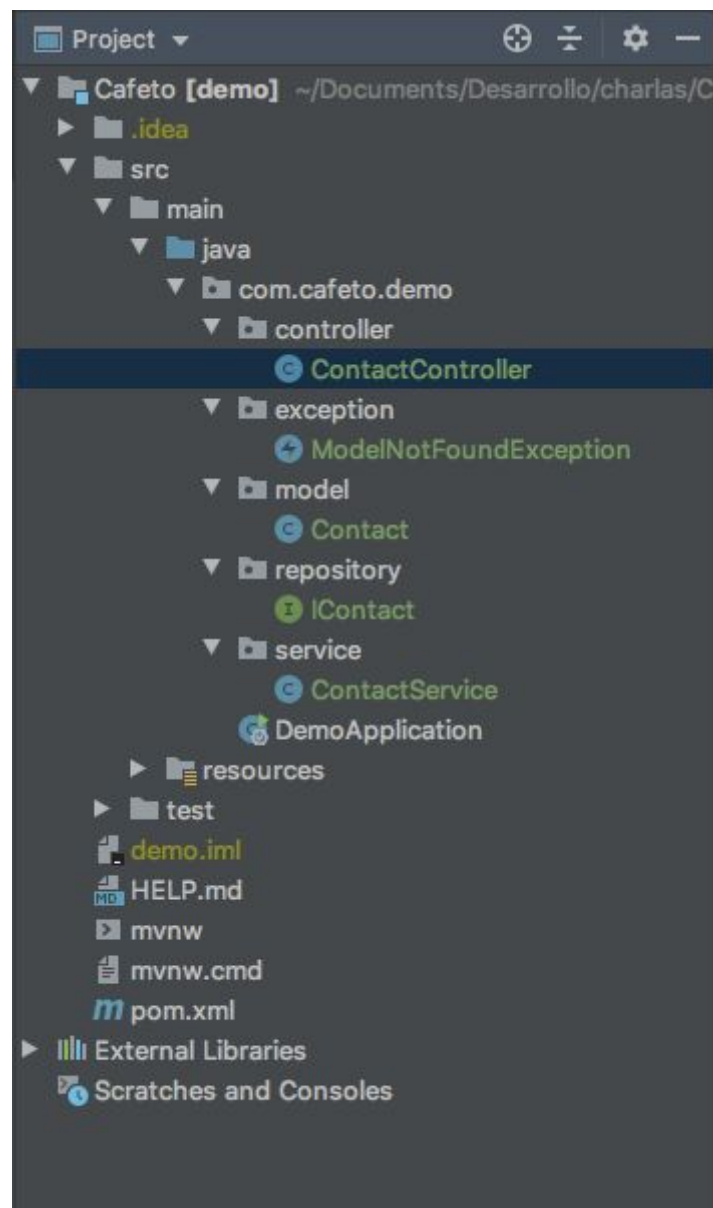 Project
Cafeto [demo] ~/Documents/Desarrollo/charlas/C
.idea
src
main
java
com.cafeto.demo
controller
C ContactController
exception
ModelNotFoundException
model
C Contact
repository
I IContact
service
C ContactService
DemoApplication
resources
test
demo.iml
MD HELP.md
mvnw
mvnw.cmd
m pom.xml
External Libraries
Scratches and Consoles